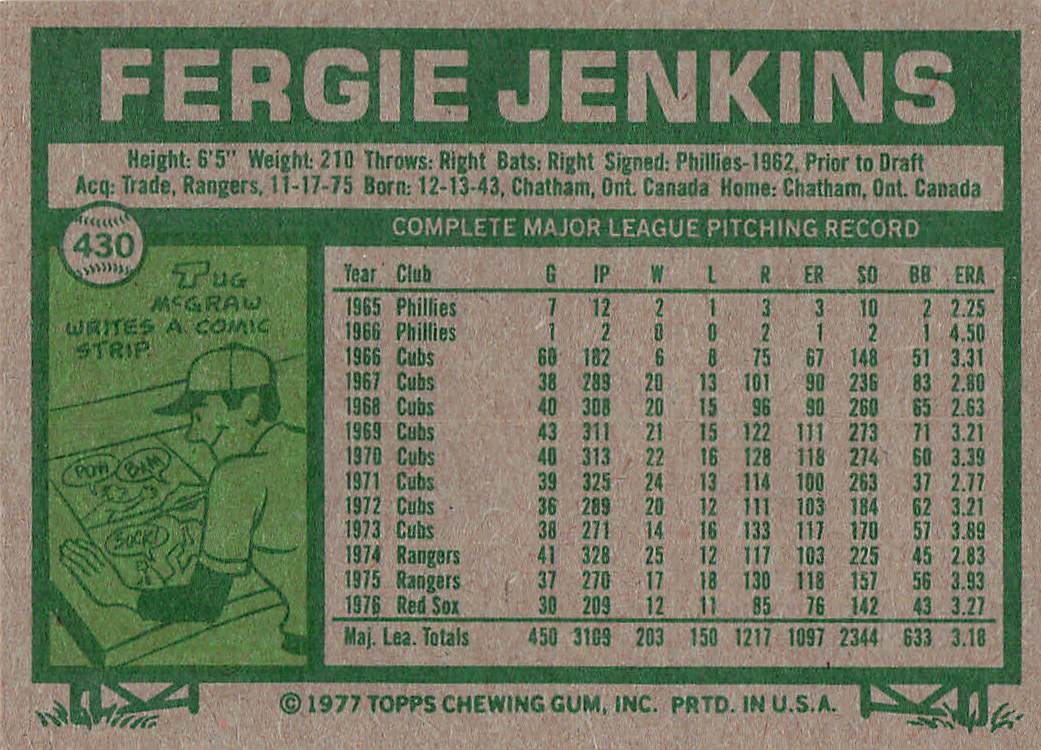 FERGIE JENKINS
Height: 6'5" Weight: 210 Throws: Right Bats: Right Signed: Phillies-1962, Prior to Draft
Acq: Trade, Rangers, 11-17-75 Born: 12-13-43, Chatham, Ont. Canada Home: Chatham, Ont. Canada
430
COMPLETE MAJOR LEAGUE PITCHING RECORD
TUG
McGRAW
WRITES A COMIC
STRIP
POW BAM
SOCK!
Year Club G IP W L R ER SO BB ERA
1965 Phillies 7 12 2 1 3 3 10 2 2.25
1966 Phillies 1 2 0 0 2 1 2 1 4.50
1966 Cubs 60 182 6 8 75 67 148 51 3.31
1967 Cubs 38 289 20 13 101 90 236 83 2.80
1968 Cubs 40 308 20 15 96 90 260 65 2.63
1969 Cubs 43 311 21 15 122 111 273 71 3.21
1970 Cubs 40 313 22 16 128 118 274 60 3.39
1971 Cubs 39 325 24 13 114 100 263 37 2.77
1972 Cubs 36 289 20 12 111 103 184 62 3.21
1973 Cubs 38 271 14 16 133 117 170 57 3.89
1974 Rangers 41 328 25 12 117 103 225 45 2.83
1975 Rangers 37 270 17 18 130 118 157 56 3.93
1976 Red Sox 30 209 12 11 85 76 142 43 3.27
Maj. Lea. Totals 450 3109 203 150 1217 1097 2344 633 3.18
©1977 TOPPS CHEWING GUM, INC. PRTD. IN U.S.A.